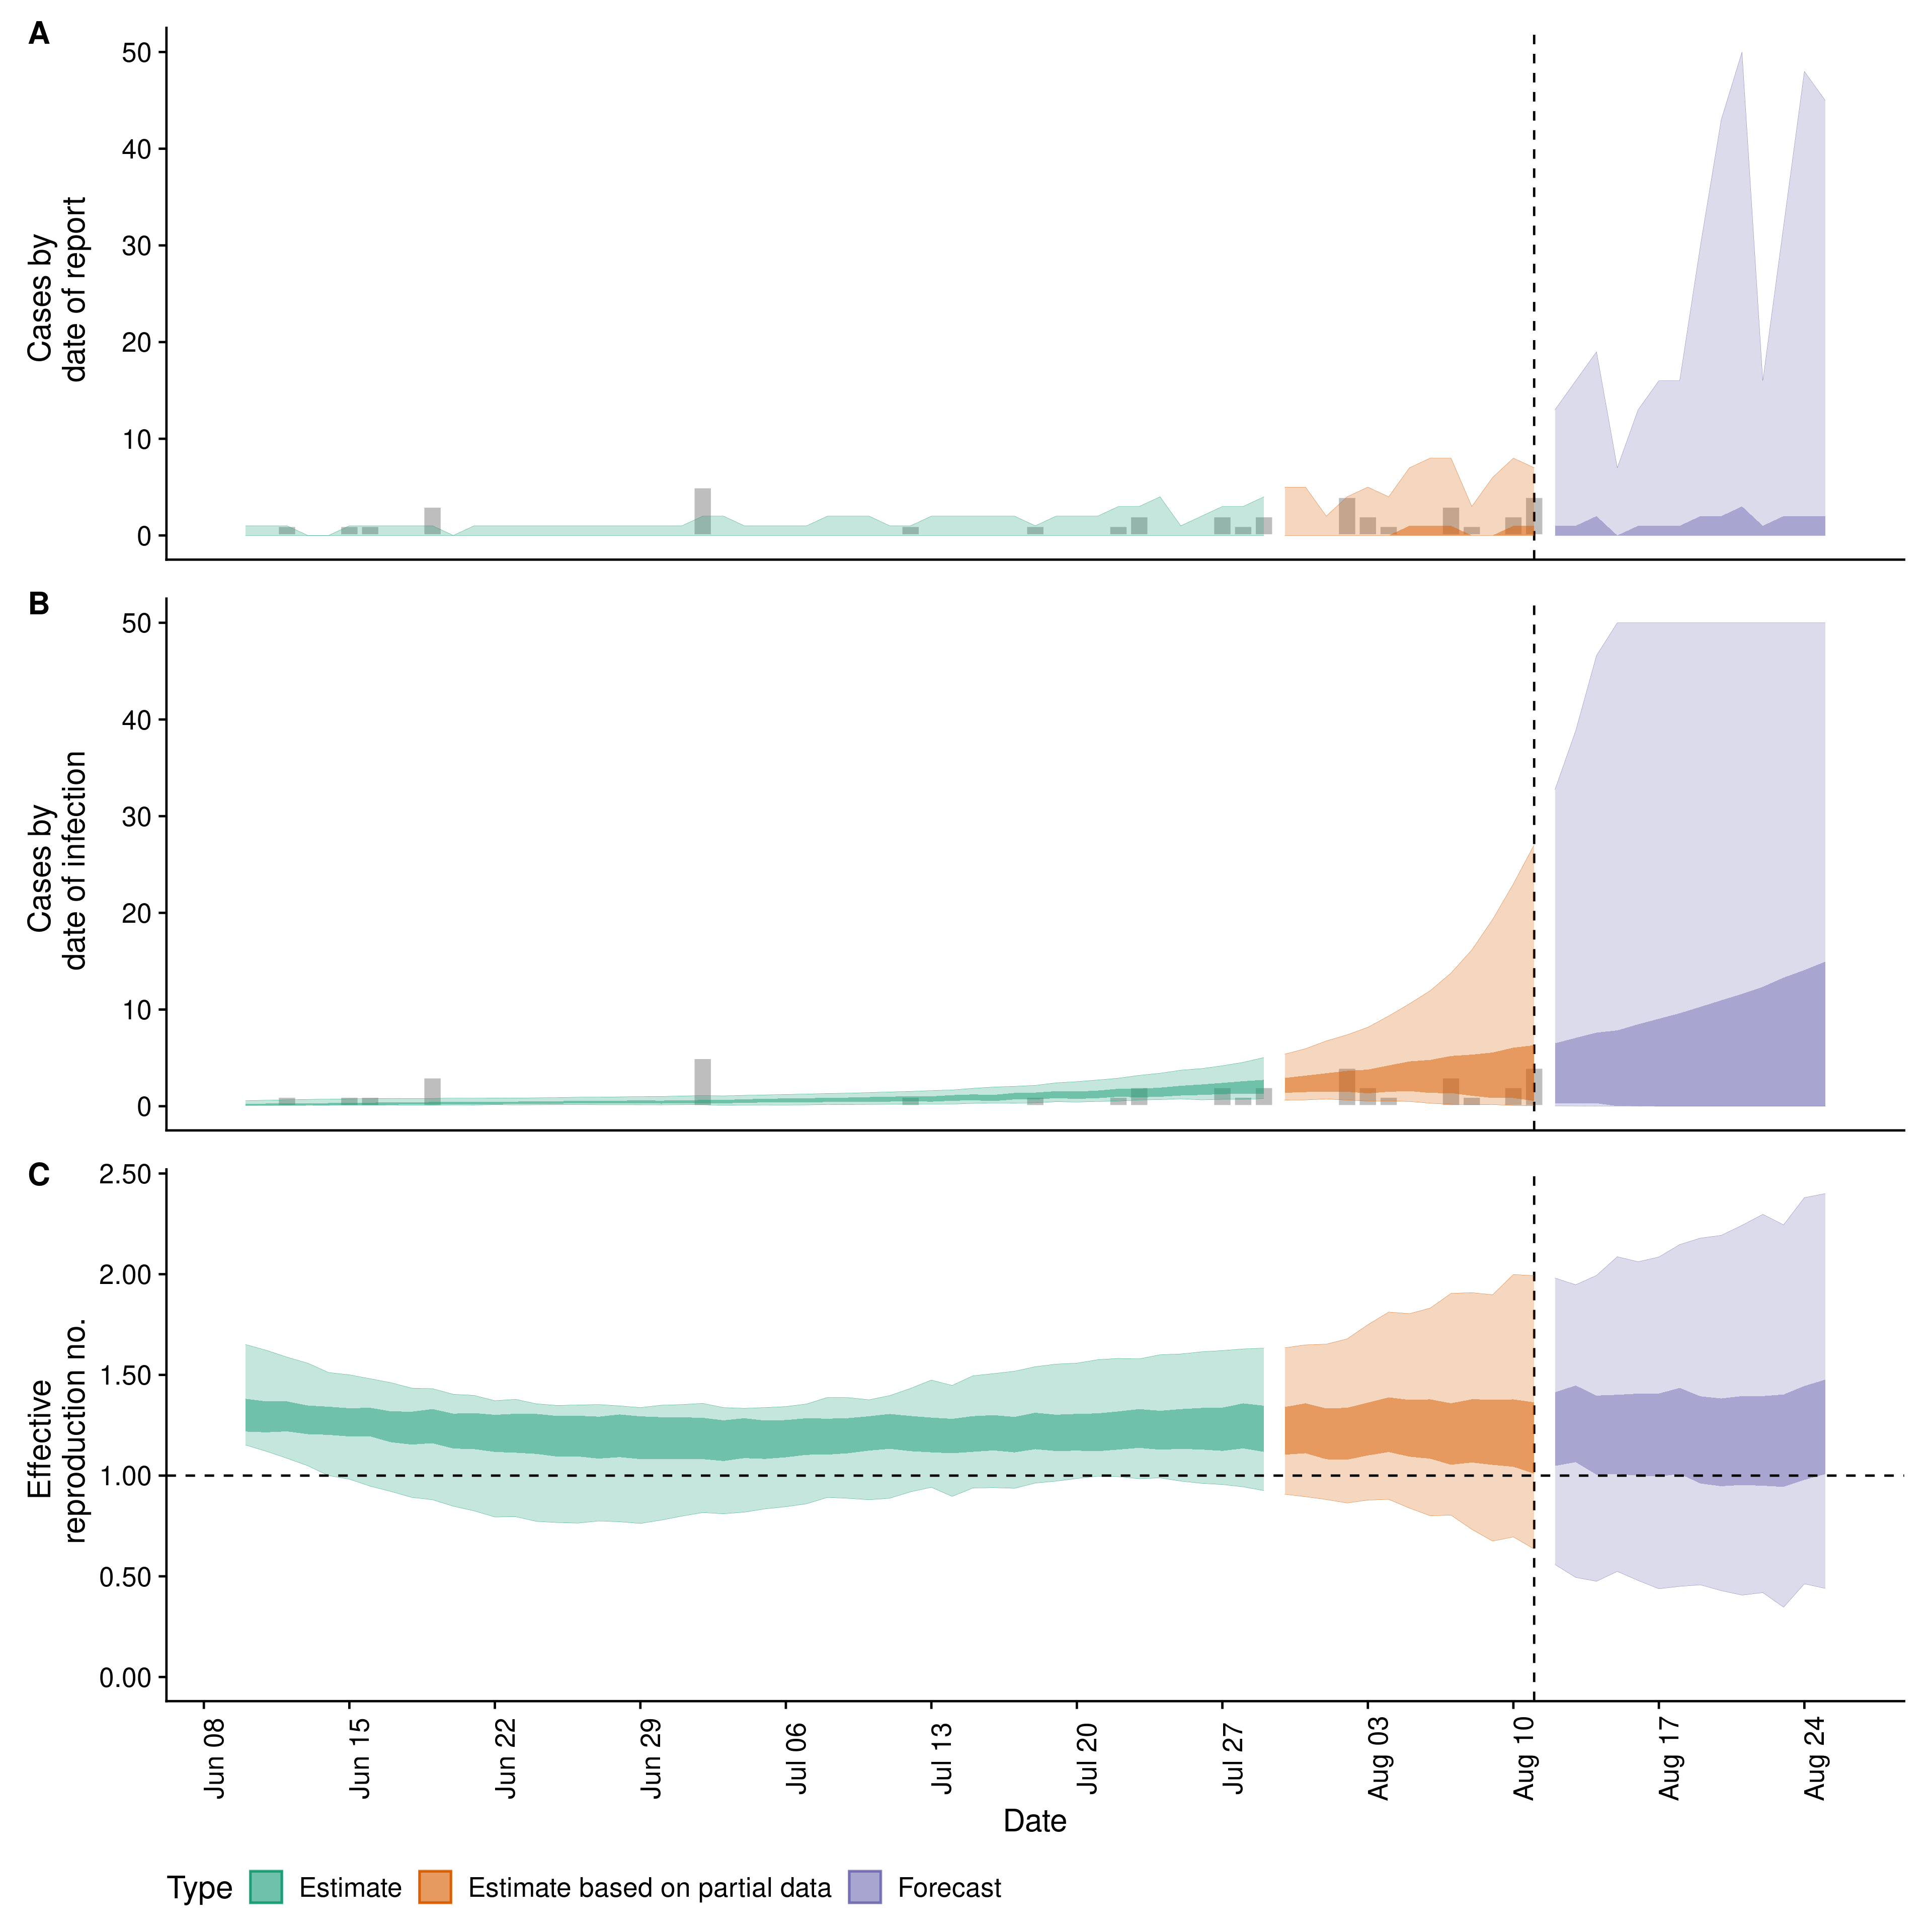 A
50
40
30
20
10
0
Cases by
date of report
B
50
40
30
20
10
0
Cases by
date of infection
C
2.50
2.00
1.50
1.00
0.50
0.00
Effective
reproduction no.
Jun 08
Jun 15
Jun 22
Jun 29
Jul 06
Jul 13
Jul 20
Jul 27
Aug 03
Aug 10
Aug 17
Aug 24
Date
Type Estimate Estimate based on partial data Forecast